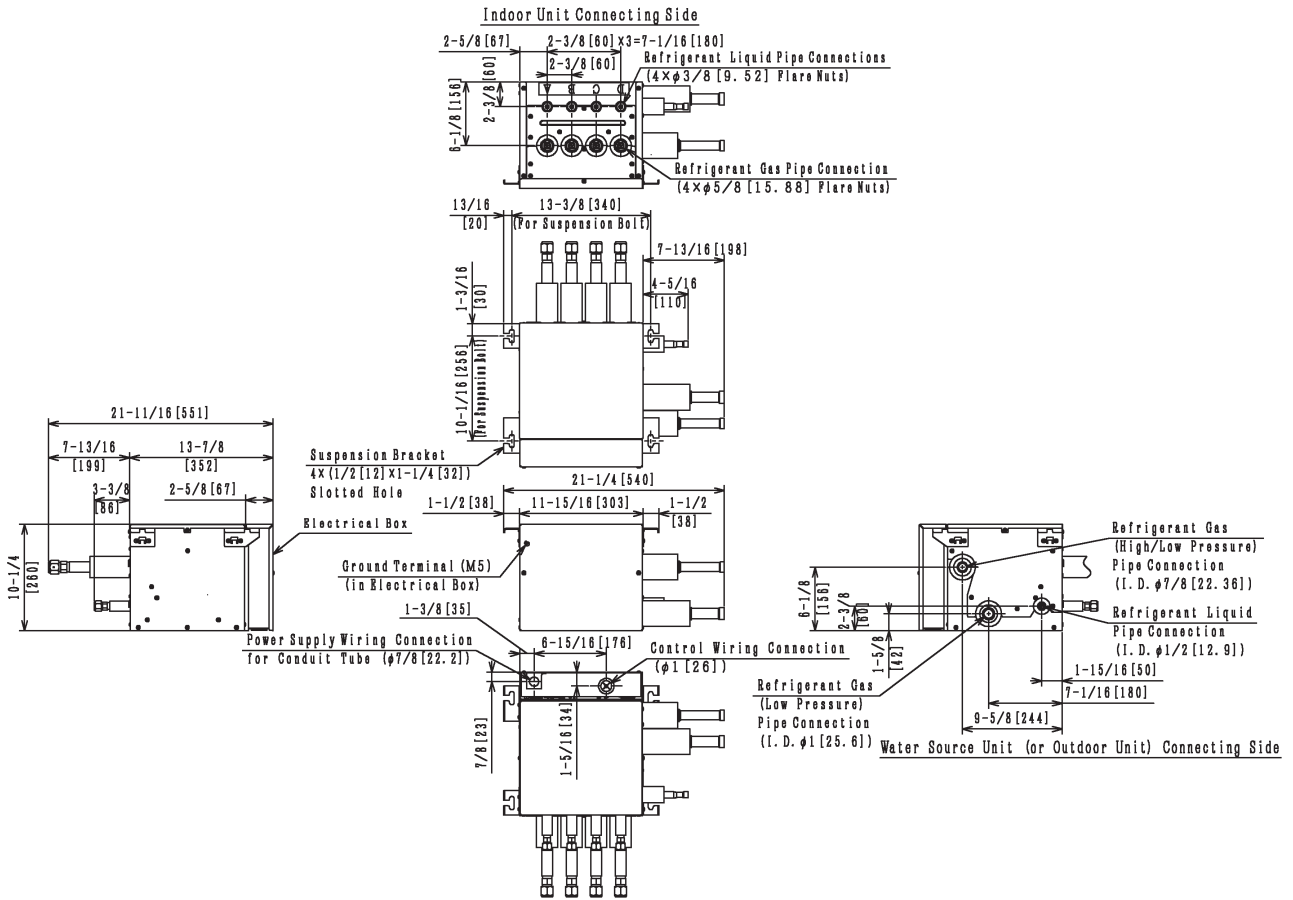 Indoor Unit Connecting Side
2-5/8[67]
2-3/8[60]×3=7-1/16[180]
2-3/8[60]
Refrigerant Liquid Pipe Connections
(4×φ3/8[9.52] Flare Nuts)
6-1/8[156]
2-3/8[60]
A B C D
Refrigerant Gas Pipe Connection
(4×φ5/8[15.88] Flare Nuts)
13/16
[20]
13-3/8[340]
(For Suspension Bolt)
7-13/16[198]
4-5/16
[110]
1-3/16
[30]
10-1/16[256]
(For Suspension Bolt)
21-11/16[551]
7-13/16
[199]
13-7/8
[352]
3-3/8
[86]
2-5/8[67]
10-1/4
[260]
Suspension Bracket
4×(1/2[12]×1-1/4[32])
Slotted Hole
Electrical Box
21-1/4[540]
1-1/2[38]
11-15/16[303]
1-1/2
[38]
Ground Terminal (M5)
(in Electrical Box)
1-3/8[35]
Power Supply Wiring Connection
for Conduit Tube (φ7/8[22.2])
6-15/16[176]
Control Wiring Connection
(φ1[26])
7/8[23]
1-5/16[34]
Refrigerant Gas
(High/Low Pressure)
Pipe Connection
(I.D.φ7/8[22.36])
6-1/8
[156]
2-3/8
[60]
1-5/8
[42]
Refrigerant Liquid
Pipe Connection
(I.D.φ1/2[12.9])
1-15/16[50]
7-1/16[180]
9-5/8[244]
Refrigerant Gas
(Low Pressure)
Pipe Connection
(I.D.φ1[25.6])
Water Source Unit (or Outdoor Unit) Connecting Side